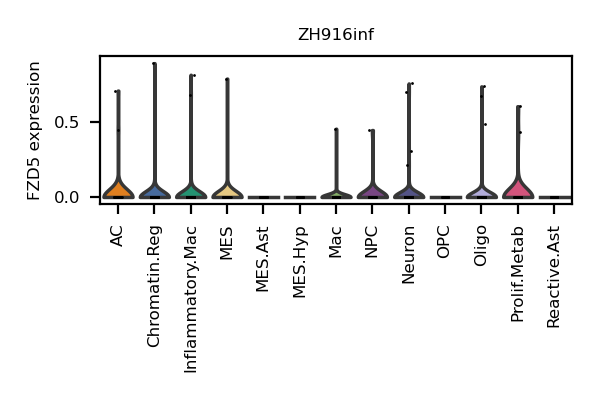 ZH916inf
FZD5 expression
0.5
0.0
AC
Chromatin.Reg
Inflammatory.Mac
MES
MES.Ast
MES.Hyp
Mac
NPC
Neuron
OPC
Oligo
Prolif.Metab
Reactive.Ast